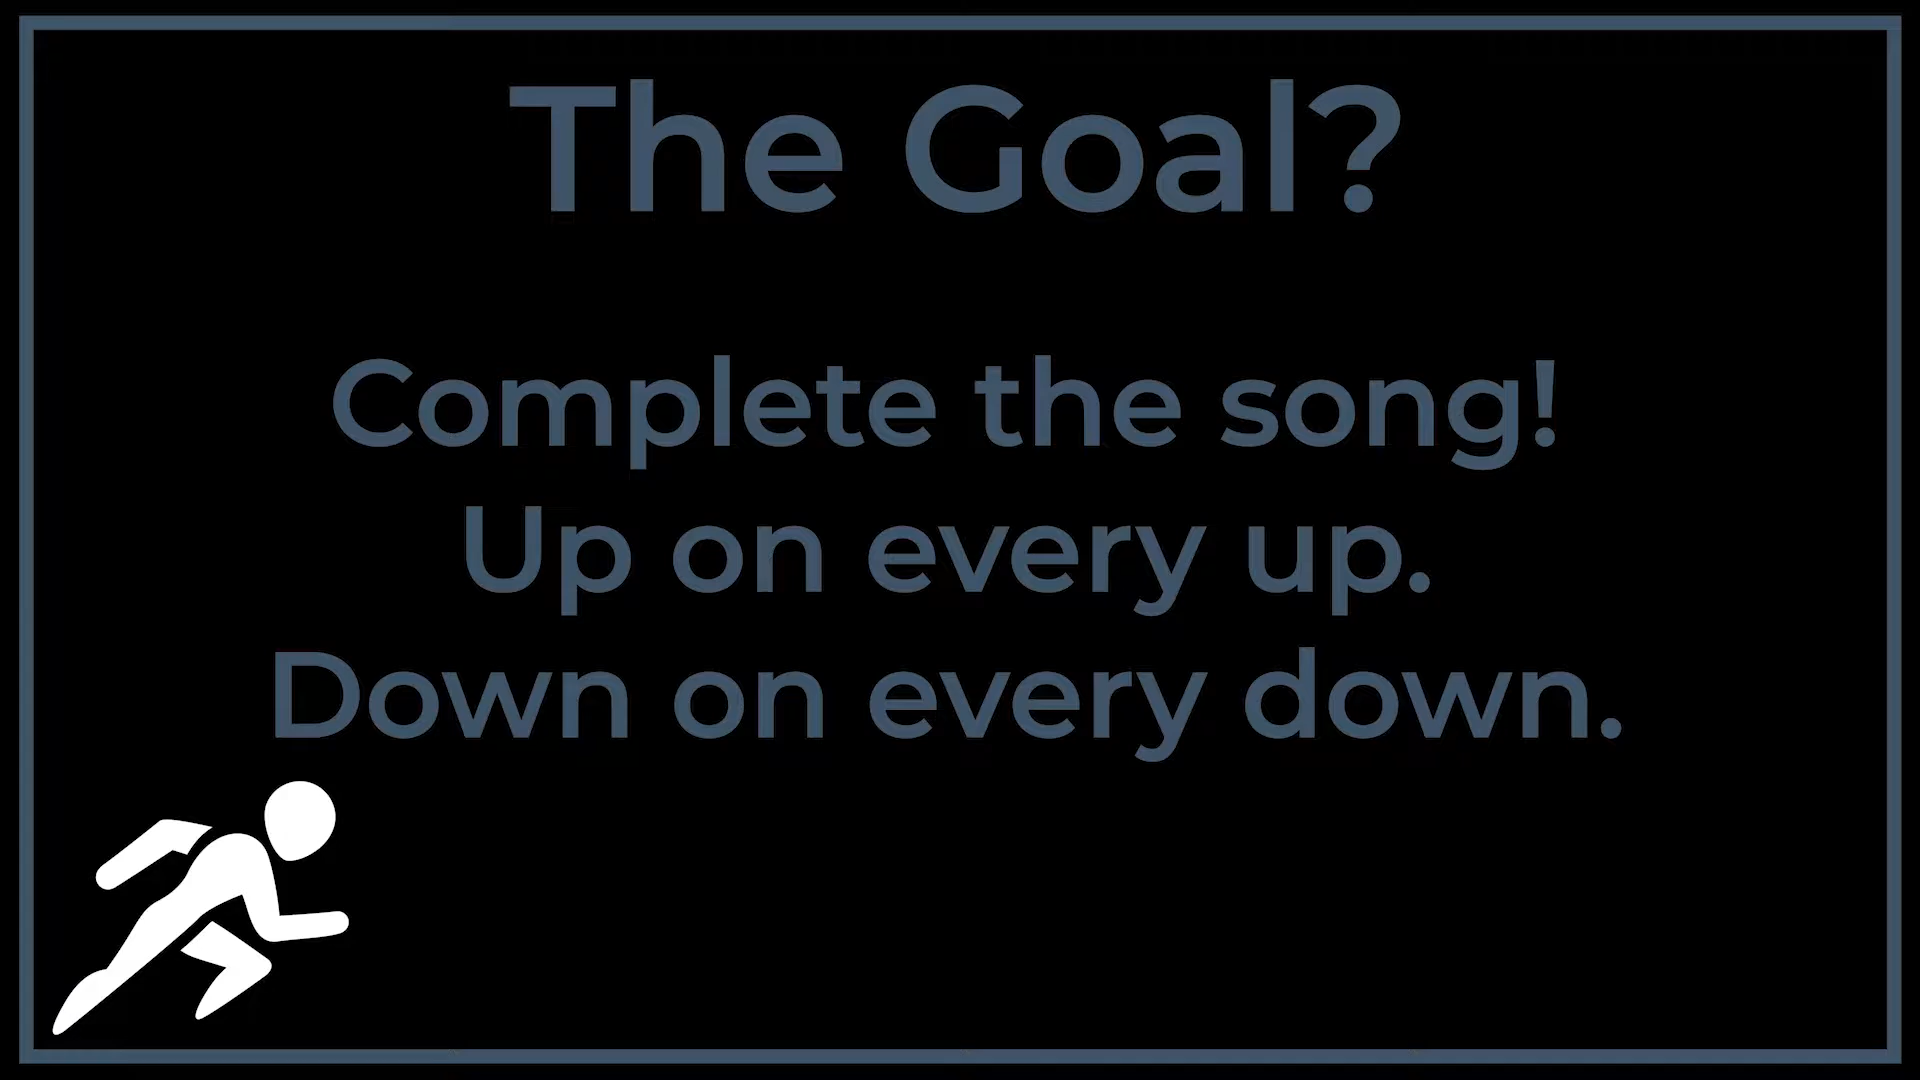 The Goal?
Complete the song!
Up on every up.
Down on every down.